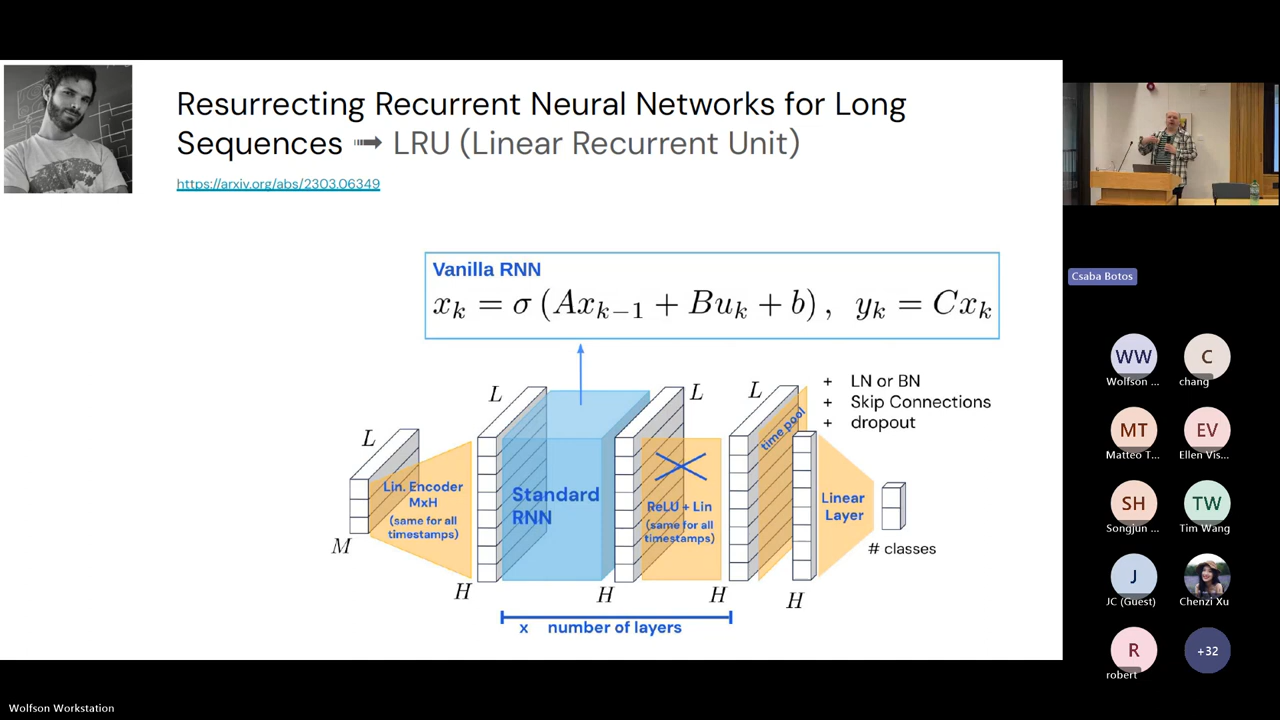 Resurrecting Recurrent Neural Networks for Long
Sequences ➟ LRU (Linear Recurrent Unit)
https://arxiv.org/abs/2303.06349
Vanilla RNN
x_k = σ (Ax_{k−1} + Bu_k + b) , y_k = Cx_k
L
M
Lin. Encoder
MxH
(same for all
timestamps)
H
L
Standard
RNN
H
L
ReLU + Lin
(same for all
timestamps)
H
L
time pool
H
+ LN or BN
+ Skip Connections
+ dropout
Linear
Layer
# classes
x number of layers
Csaba Botos
WW
Wolfson ...
C
chang
MT
Matteo T...
EV
Ellen Vis...
SH
Songjun ...
TW
Tim Wang
J
JC (Guest)
Chenzi Xu
R
robert
+32
Wolfson Workstation